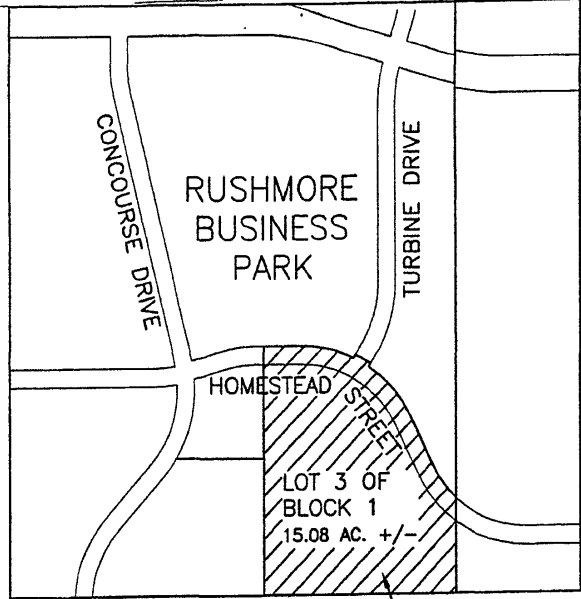 CONCOURSE DRIVE
RUSHMORE
BUSINESS
PARK
TURBINE DRIVE
HOMESTEAD STREET
LOT 3 OF
BLOCK 1
15.08 AC. +/-